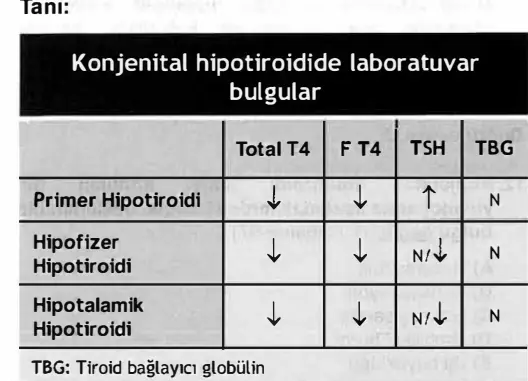 Tanı:
Konjenital hipotiroidide laboratuvar
bulgular
Total T4 F T4 TSH TBG
Primer Hipotiroidi ↓ ↓ ↑ N
Hipofizer
Hipotiroidi ↓ ↓ N/↓ N
Hipotalamik
Hipotiroidi ↓ ↓ N/↓ N
TBG: Tiroid bağlayıcı globülin